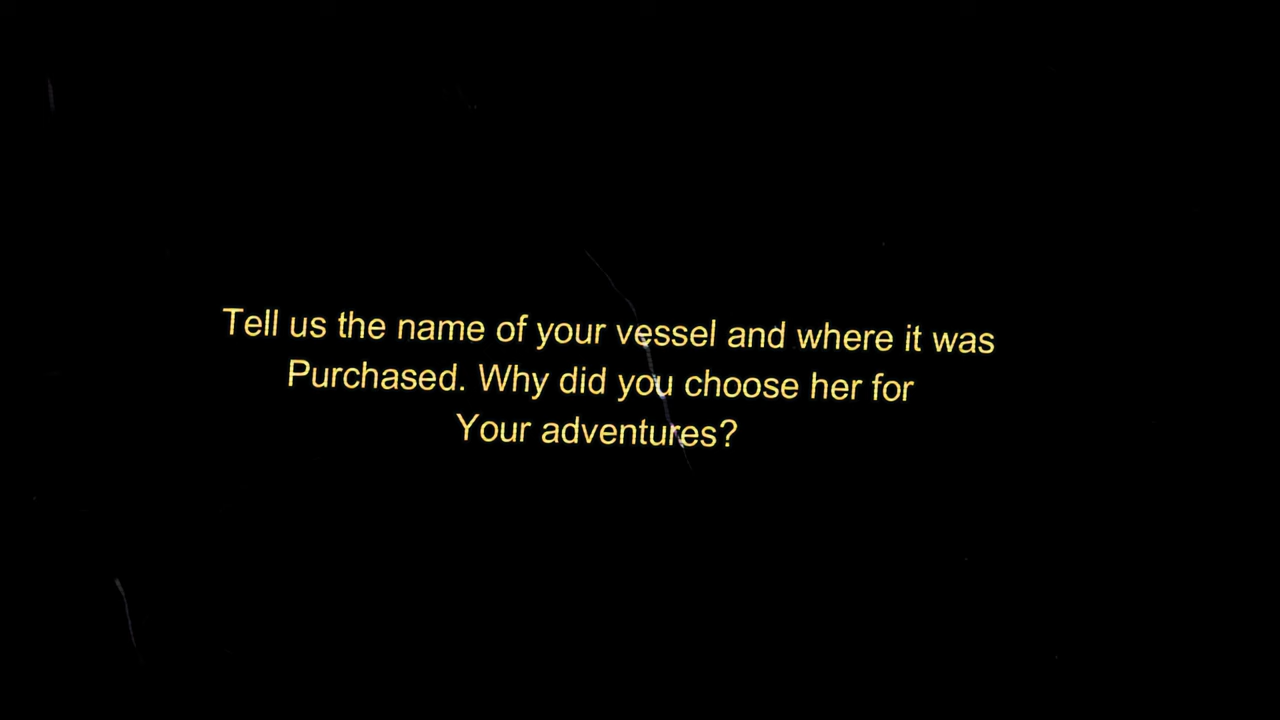 Tell us the name of your vessel and where it was
Purchased. Why did you choose her for
Your adventures?